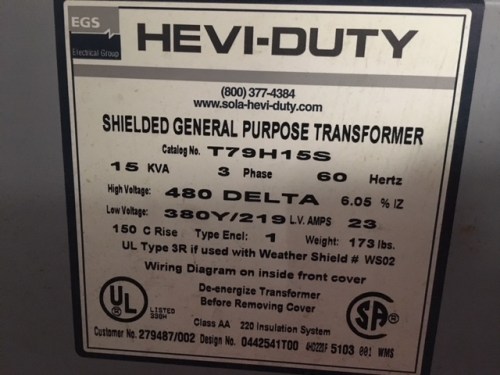 EGS
Electrical Group
HEVI-DUTY
(800) 377-4384
www.sola-hevi-duty.com
SHIELDED GENERAL PURPOSE TRANSFORMER
Catalog No. T79H15S
15 KVA 3 Phase 60 Hertz
High Voltage: 480 DELTA 6.05 % IZ
Low Voltage: 380Y/219 L.V. AMPS 23
150 C Rise Type Encl: 1 Weight: 173 lbs.
UL Type 3R if used with Weather Shield # WS02
Wiring Diagram on inside front cover
De-energize Transformer
Before Removing Cover
UL LISTED
330H
SA
Class AA 220 Insulation System
Customer No. 279487/002 Design No. 0442541T00 5103 001 WMS